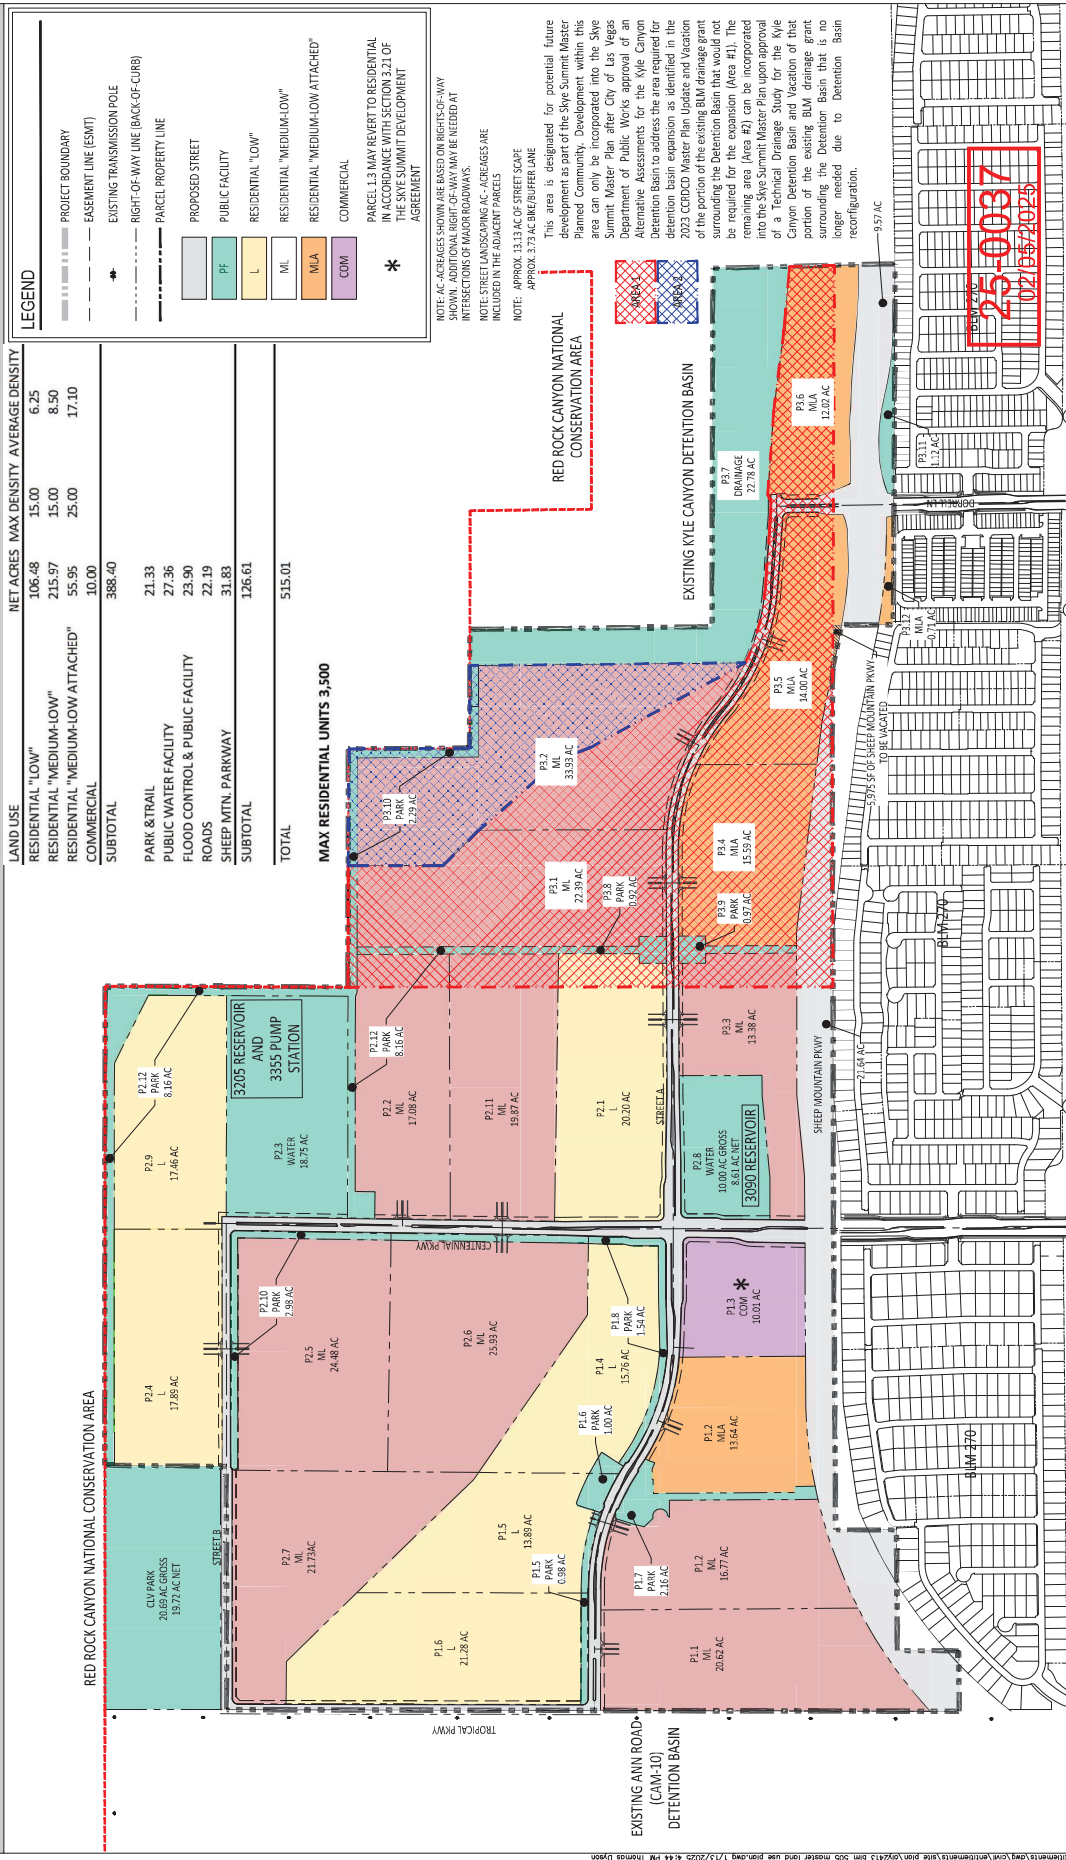 LAND USE NET ACRES MAX DENSITY AVERAGE DENSITY
RESIDENTIAL "LOW" 106.48 15.00 6.25
RESIDENTIAL "MEDIUM-LOW" 215.97 15.00 8.50
RESIDENTIAL "MEDIUM-LOW ATTACHED" 55.95 25.00 17.10
COMMERCIAL 10.00
SUBTOTAL 388.40
PARK &TRAIL 21.33
PUBLIC WATER FACILITY 27.36
FLOOD CONTROL & PUBLIC FACILITY 23.90
ROADS 22.19
SHEEP MTN. PARKWAY 31.83
SUBTOTAL 126.61
TOTAL 515.01
MAX RESIDENTIAL UNITS 3,500
LEGEND
PROJECT BOUNDARY
EASEMENT LINE (ESMT)
EXISTING TRANSMISSION POLE
RIGHT-OF-WAY LINE (BACK-OF-CURB)
PARCEL PROPERTY LINE
PROPOSED STREET
PF PUBLIC FACILITY
L RESIDENTIAL "LOW"
ML RESIDENTIAL "MEDIUM-LOW"
MLA RESIDENTIAL "MEDIUM-LOW ATTACHED"
COM COMMERCIAL
* PARCEL 1.3 MAY REVERT TO RESIDENTIAL
IN ACCORDANCE WITH SECTION 3.21 OF
THE SKYE SUMMIT DEVELOPMENT
AGREEMENT
NOTE: AC -ACREAGES SHOWN ARE BASED ON RIGHTS-OF-WAY
SHOWN. ADDITIONAL RIGHT-OF-WAY MAY BE NEEDED AT
INTERSECTIONS OF MAJOR ROADWAYS.
NOTE: STREET LANDSCAPING AC - ACREAGES ARE
INCLUDED IN THE ADJACENT PARCELS
NOTE: APPROX. 13.13 AC OF STREET SCAPE
APPROX. 3.73 AC BIKE/BUFFER LANE
This area is designated for potential future
development as part of the Skye Summit Master
Planned Community. Development within this
area can only be incorporated into the Skye
Summit Master Plan after City of Las Vegas
Department of Public Works approval of an
Alternative Assessments for the Kyle Canyon
Detention Basin to address the area required for
detention basin expansion as identified in the
2023 CCRDCD Master Plan Update and Vacation
of the portion of the existing BLM drainage grant
surrounding the Detention Basin that would not
be required for the expansion (Area #1). The
remaining area (Area #2) can be incorporated
into the Skye Summit Master Plan upon approval
of a Technical Drainage Study for the Kyle
Canyon Detention Basin and Vacation of that
portion of the existing BLM drainage grant
surrounding the Detention Basin that is no
longer needed due to Detention Basin
reconfiguration.
AREA 1
AREA 2
RED ROCK CANYON NATIONAL CONSERVATION AREA
RED ROCK CANYON NATIONAL
CONSERVATION AREA
EXISTING KYLE CANYON DETENTION BASIN
CLV PARK
20.69 AC GROSS
19.72 AC NET
P2.4
L
17.89 AC
P2.9
L
17.46 AC
P2.12
PARK
8.16 AC
3205 RESERVOIR
AND
3355 PUMP
STATION
P2.3
WATER
18.75 AC
STREET B
P2.10
PARK
2.98 AC
P2.7
ML
21.73AC
P2.5
ML
24.48 AC
P2.6
ML
25.93 AC
CENTENNIAL PKWY
P2.12
PARK
8.16 AC
P2.2
ML
17.08 AC
P2.11
ML
19.87 AC
P2.1
L
20.20 AC
STREET A
P3.10
PARK
2.29 AC
P3.1
ML
22.39 AC
P3.2
ML
33.93 AC
P3.8
PARK
0.92 AC
P3.9
PARK
0.97 AC
P3.4
MLA
15.59 AC
P3.5
MLA
14.00 AC
P3.7
DRAINAGE
22.78 AC
P3.6
MLA
12.02 AC
9.57 AC
P3.11
1.12 AC
P3.12
MLA
0.71 AC
DORRELL LN
5,975 SF OF SHEEP MOUNTAIN PKWY
TO BE VACATED
P1.6
L
21.28 AC
P1.5
L
13.89 AC
P1.4
L
15.76 AC
P1.8
PARK
1.54 AC
P1.6
PARK
1.00 AC
P1.5
PARK
0.98 AC
P1.7
PARK
2.16 AC
P1.1
ML
20.62 AC
P1.2
ML
16.77 AC
P1.2
MLA
13.64 AC
P1.3
COM *
10.01 AC
P2.8
WATER
10.00 AC GROSS
8.61 AC NET
3090 RESERVOIR
P3.3
ML
13.38 AC
SHEEP MOUNTAIN PKWY
21.64 AC
TROPICAL PKWY
EXISTING ANN ROAD
(CAM-10)
DETENTION BASIN
BLM 270
BLM 270
BLM 270
25-0037
02/05/2025